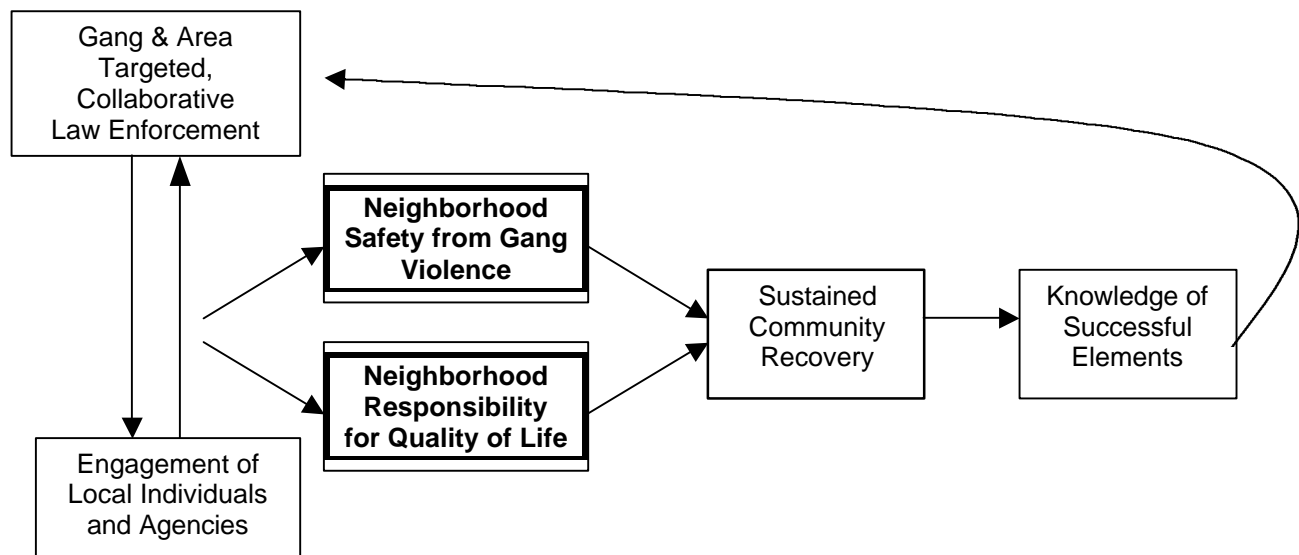 Gang & Area
Targeted,
Collaborative
Law Enforcement
Neighborhood
Safety from Gang
Violence
Neighborhood
Responsibility
for Quality of Life
Sustained
Community
Recovery
Knowledge of
Successful
Elements
Engagement of
Local Individuals
and Agencies